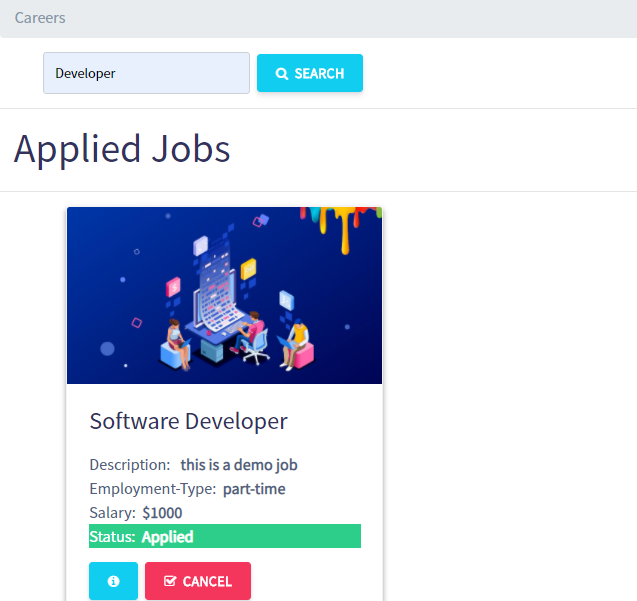 Careers
Developer
SEARCH
Applied Jobs
Software Developer
Description: this is a demo job
Employment-Type: part-time
Salary: $1000
Status: Applied
CANCEL